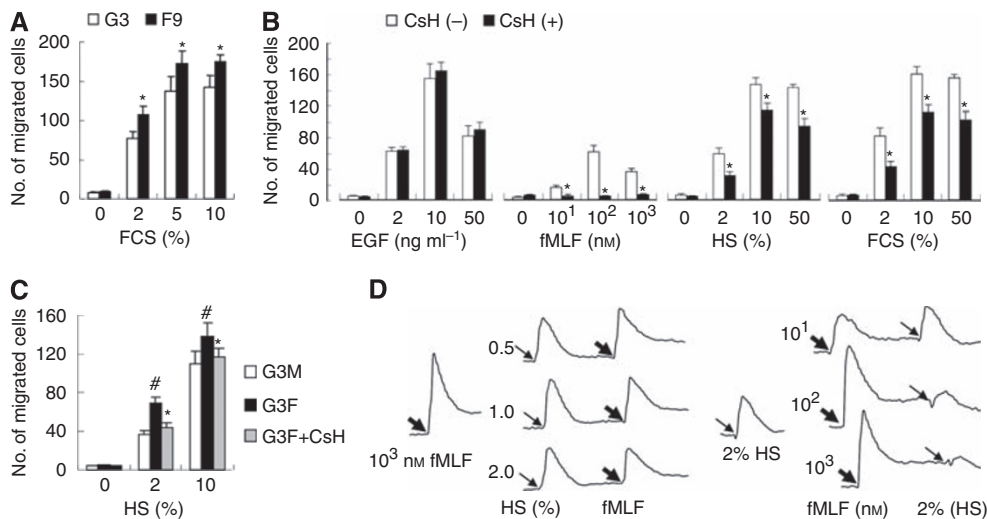 A
G3 F9
No. of migrated cells
200
150
100
50
0
0 2 5 10
FCS (%)
* * *
B
CsH (–) CsH (+)
No. of migrated cells
200
160
120
80
40
0
0 2 10 50
EGF (ng ml⁻¹)
0 10¹ 10² 10³
fMLF (nM)
* * *
0 2 10 50
HS (%)
* * *
0 2 10 50
FCS (%)
* * *
C
No. of migrated cells
160
120
80
40
0
# * # *
0 2 10
HS (%)
G3M
G3F
G3F+CsH
D
10³ nM fMLF
0.5
1.0
2.0
HS (%) fMLF
2% HS
10¹
10²
10³
fMLF (nM) 2% (HS)